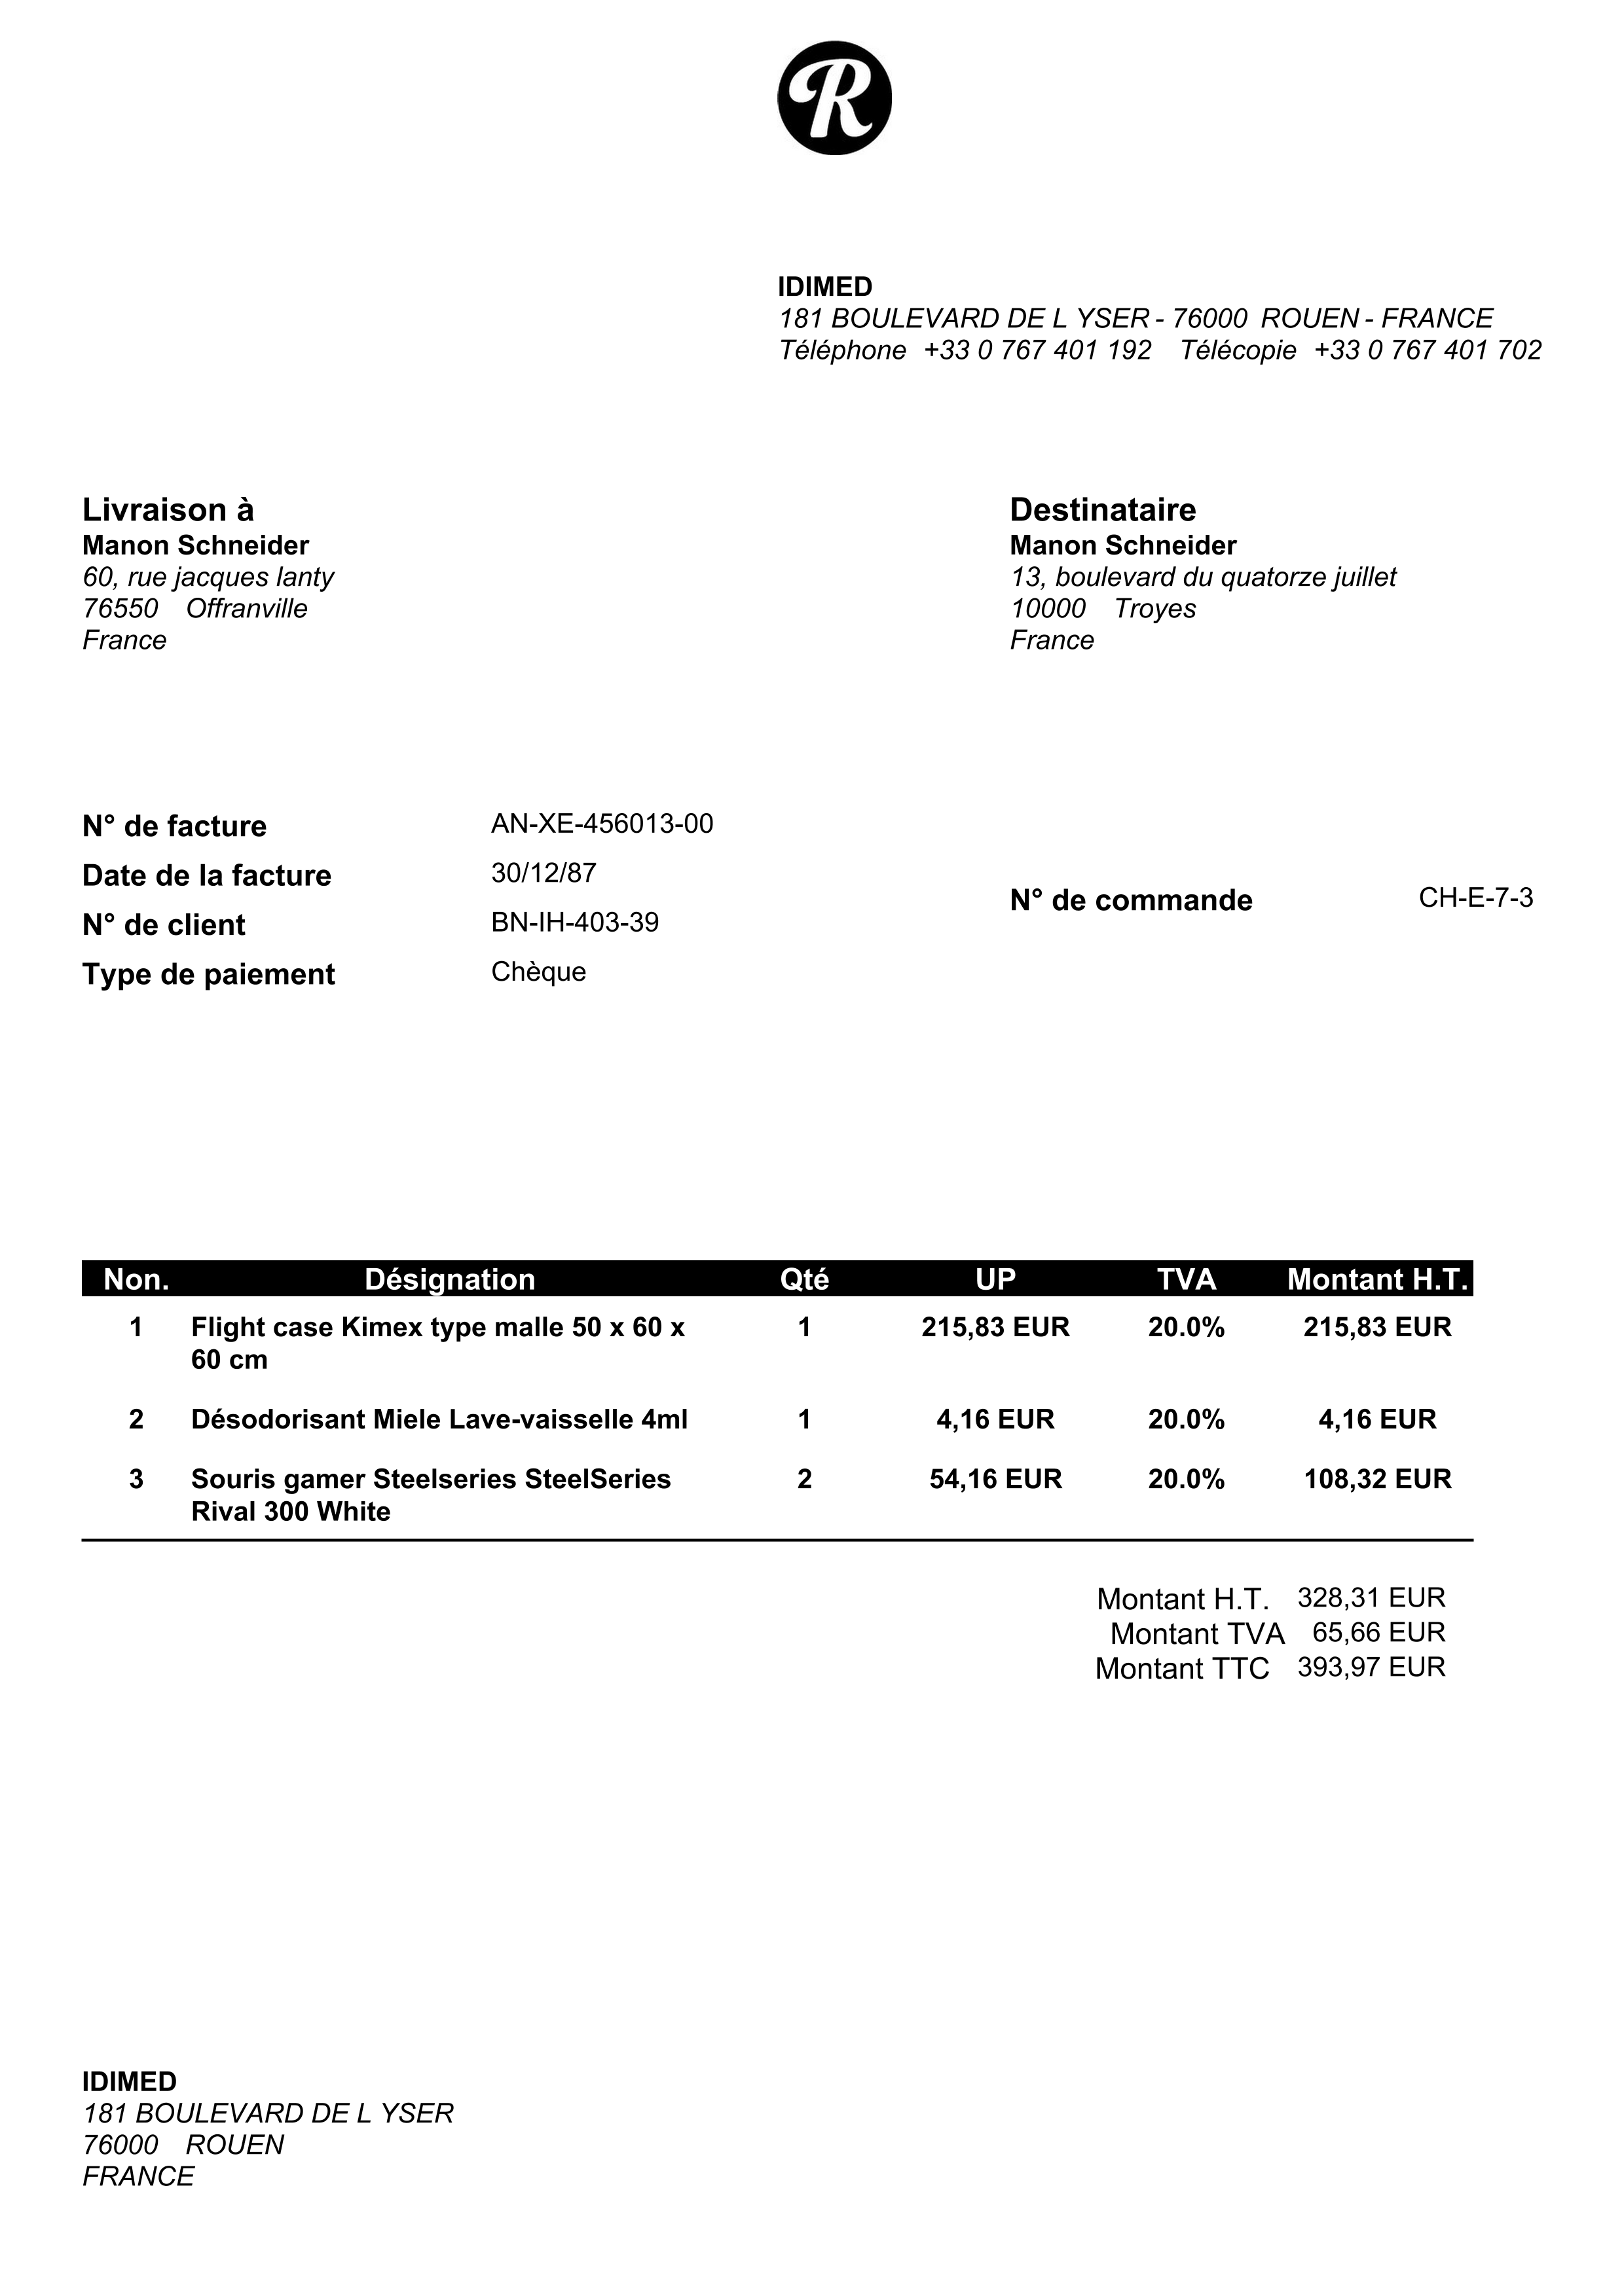 R
IDIMED
181 BOULEVARD DE L YSER - 76000 ROUEN - FRANCE
Téléphone +33 0 767 401 192 Télécopie +33 0 767 401 702
Livraison à
Manon Schneider
60, rue jacques lanty
76550 Offranville
France
Destinataire
Manon Schneider
13, boulevard du quatorze juillet
10000 Troyes
France
N° de facture AN-XE-456013-00
Date de la facture 30/12/87
N° de client BN-IH-403-39
Type de paiement Chèque
N° de commande CH-E-7-3
Non. Désignation Qté UP TVA Montant H.T.
1 Flight case Kimex type malle 50 x 60 x 1 215,83 EUR 20.0% 215,83 EUR
60 cm
2 Désodorisant Miele Lave-vaisselle 4ml 1 4,16 EUR 20.0% 4,16 EUR
3 Souris gamer Steelseries SteelSeries 2 54,16 EUR 20.0% 108,32 EUR
Rival 300 White
Montant H.T. 328,31 EUR
Montant TVA 65,66 EUR
Montant TTC 393,97 EUR
IDIMED
181 BOULEVARD DE L YSER
76000 ROUEN
FRANCE